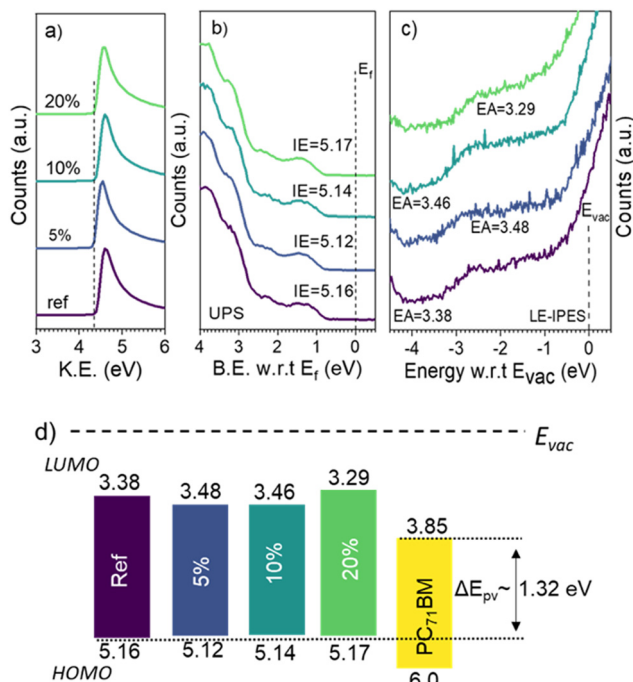 a)
20%
10%
5%
ref
Counts (a.u.)
3 4 5 6
K.E. (eV)
b)
E_f
IE=5.17
IE=5.14
IE=5.12
IE=5.16
UPS
Counts (a.u.)
4 3 2 1 0
B.E. w.r.t E_f (eV)
c)
EA=3.29
EA=3.46
EA=3.48
E_vac
EA=3.38
LE-IPES
Counts (a.u.)
-4 -3 -2 -1 0
Energy w.r.t E_vac (eV)
d)
E_vac
LUMO
3.38 3.48 3.46 3.29 3.85
Ref 5% 10% 20% PC₇₁BM
ΔE_pv~ 1.32 eV
5.16 5.12 5.14 5.17
HOMO
6.0